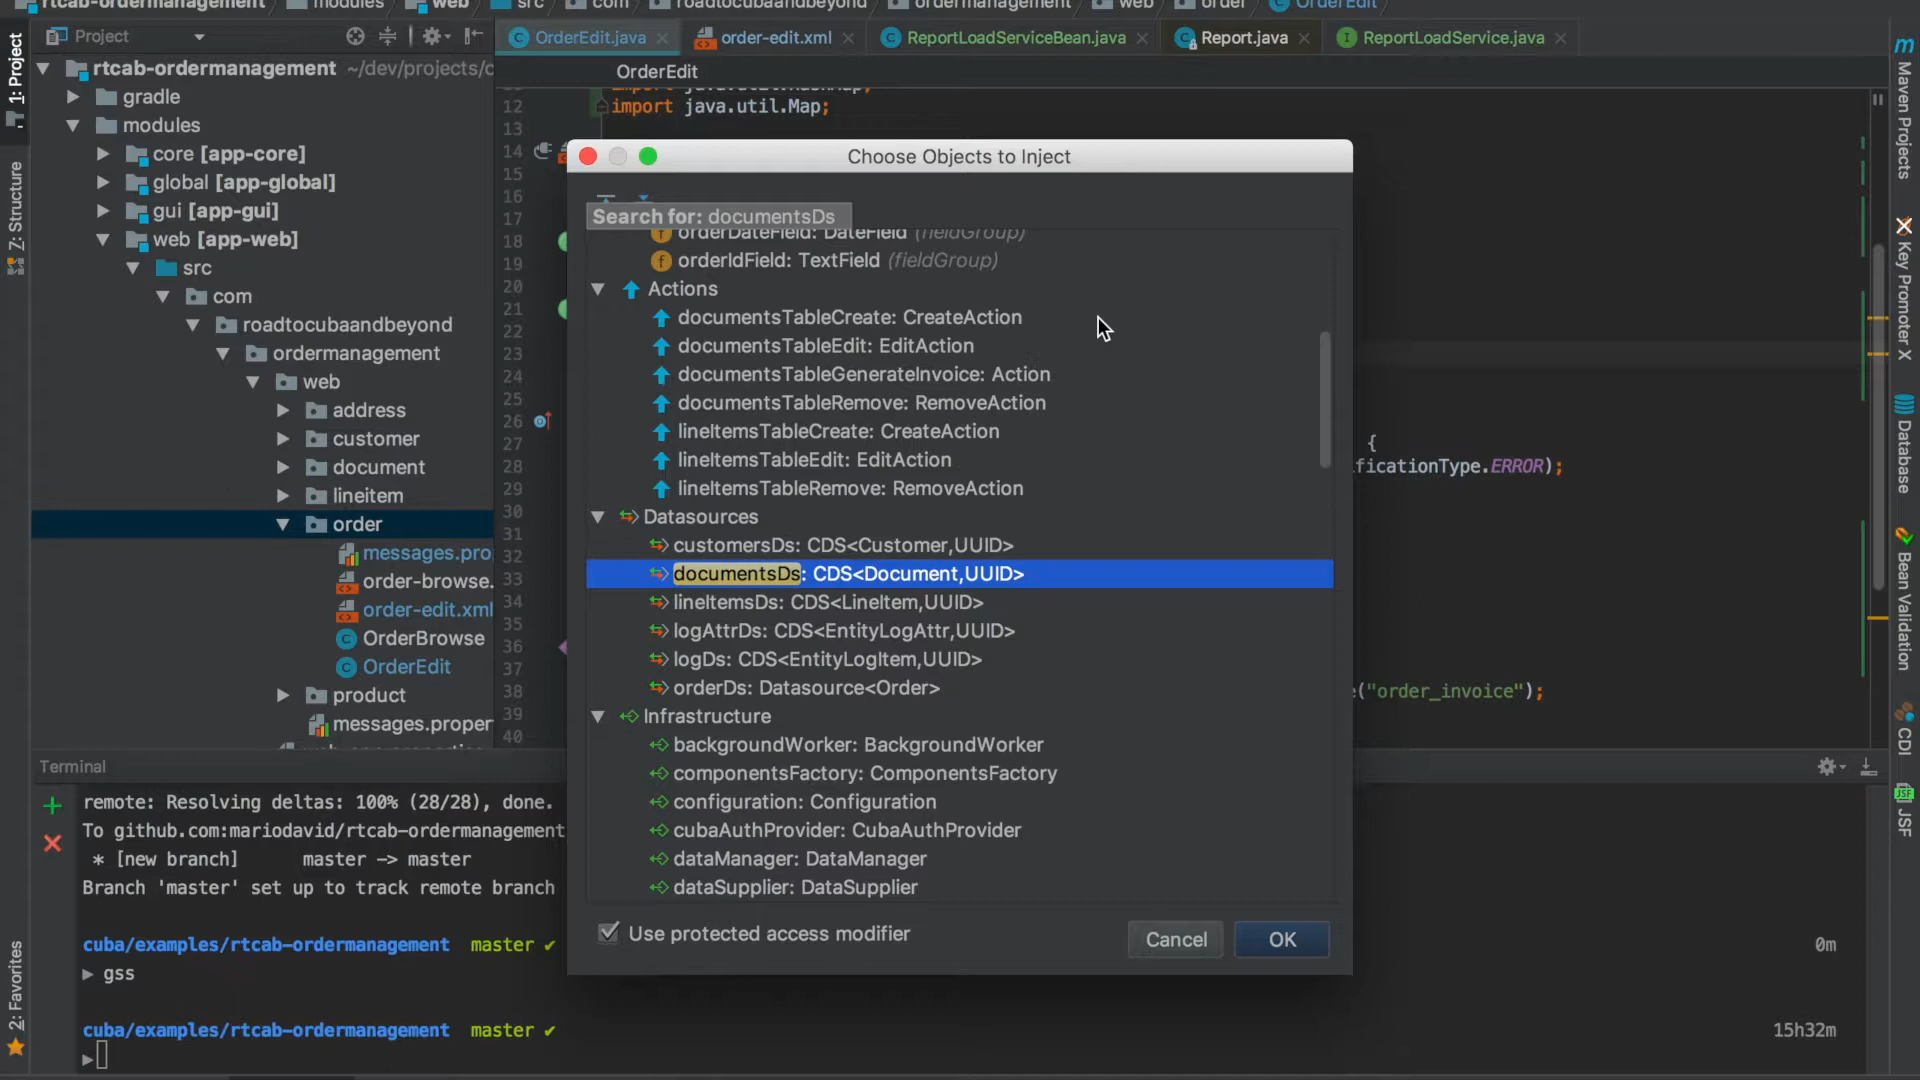 rtcab-ordermanagement modules web src com roadtocubaandbeyond ordermanagement web order OrderEdit
1: Project
Project
OrderEdit.java
order-edit.xml
ReportLoadServiceBean.java
Report.java
ReportLoadService.java
OrderEdit
rtcab-ordermanagement ~/dev/projects/c
gradle
modules
core [app-core]
global [app-global]
gui [app-gui]
web [app-web]
src
com
roadtocubaandbeyond
ordermanagement
web
address
customer
document
lineitem
order
messages.pro
order-browse.
order-edit.xml
OrderBrowse
OrderEdit
product
messages.proper
Z: Structure
2: Favorites
import java.util.HashMap;
12 import java.util.Map;
13
14
15
16
17
18
19
20
21
22
23
24
25
26
27
28
29
30
31
32
33
34
35
36
37
38
39
40
{
ificationType.ERROR);
("order_invoice");
Choose Objects to Inject
Search for: documentsDs
orderDateField: DateField (fieldGroup)
orderIdField: TextField (fieldGroup)
Actions
documentsTableCreate: CreateAction
documentsTableEdit: EditAction
documentsTableGenerateInvoice: Action
documentsTableRemove: RemoveAction
lineItemsTableCreate: CreateAction
lineItemsTableEdit: EditAction
lineItemsTableRemove: RemoveAction
Datasources
customersDs: CDS<Customer,UUID>
documentsDs: CDS<Document,UUID>
lineItemsDs: CDS<LineItem,UUID>
logAttrDs: CDS<EntityLogAttr,UUID>
logDs: CDS<EntityLogItem,UUID>
orderDs: Datasource<Order>
Infrastructure
backgroundWorker: BackgroundWorker
componentsFactory: ComponentsFactory
configuration: Configuration
cubaAuthProvider: CubaAuthProvider
dataManager: DataManager
dataSupplier: DataSupplier
Use protected access modifier
Cancel
OK
Maven Projects
Key Promoter X
Database
Bean Validation
CDI
JSF
JSF
Terminal
remote: Resolving deltas: 100% (28/28), done.
To github.com:mariodavid/rtcab-ordermanagement
* [new branch] master -> master
Branch 'master' set up to track remote branch
cuba/examples/rtcab-ordermanagement master ✔ 0m
▶ gss
cuba/examples/rtcab-ordermanagement master ✔ 15h32m
▶